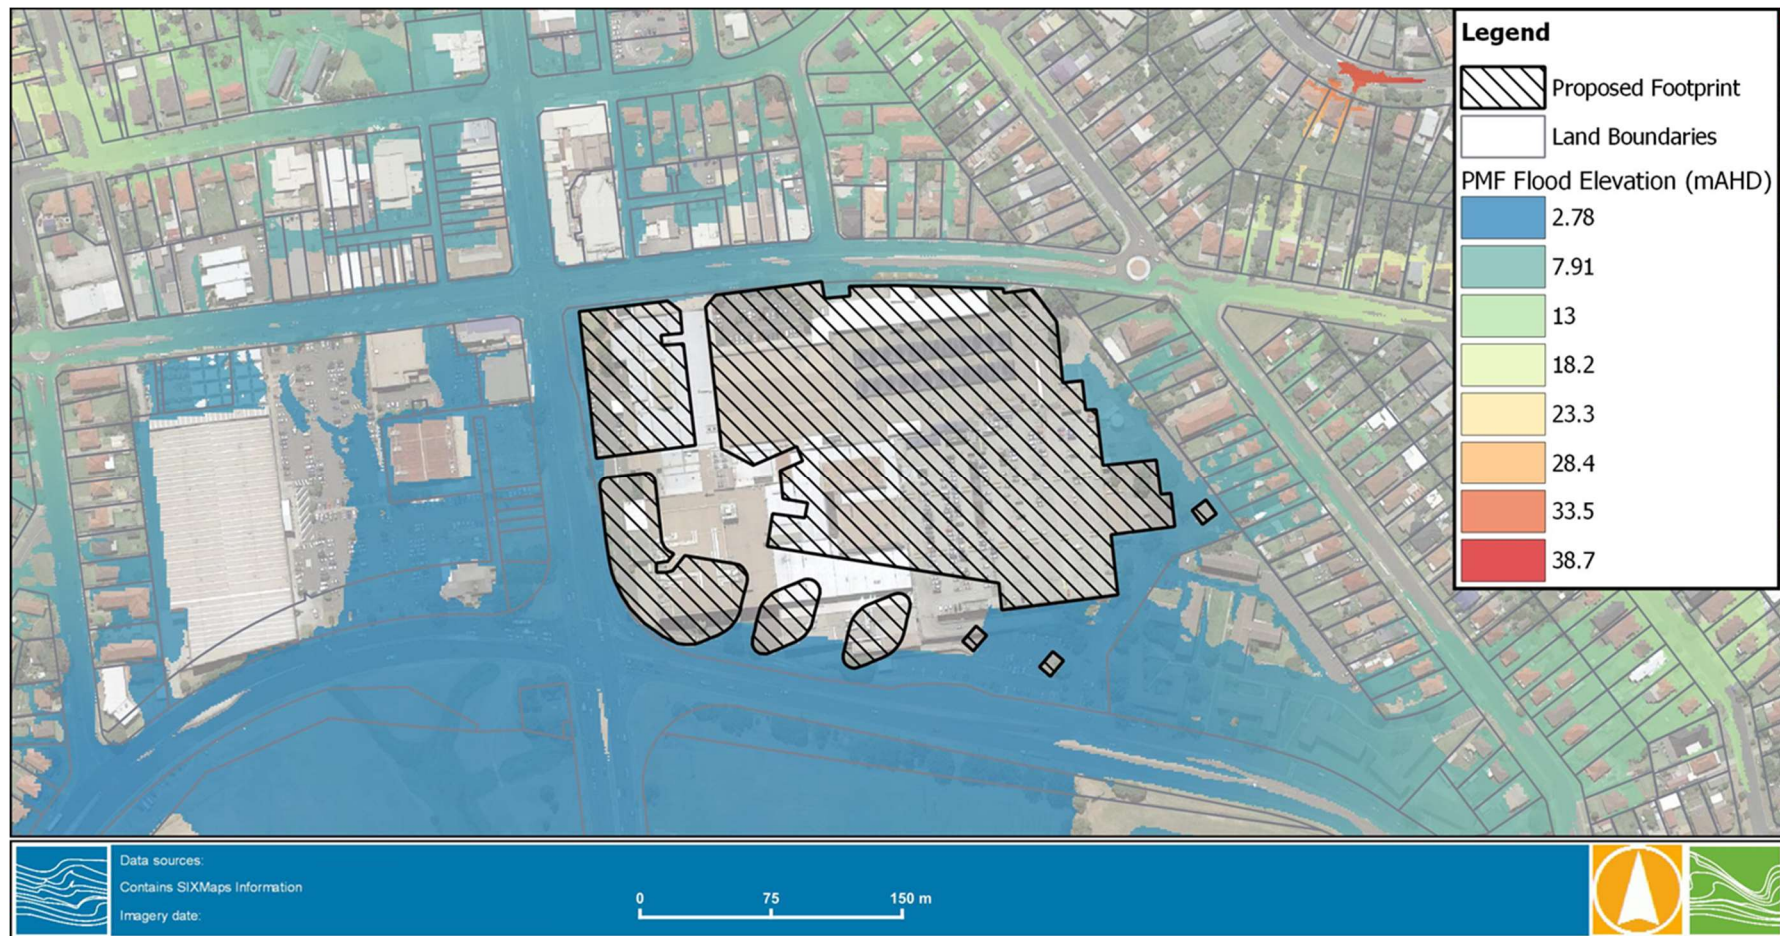 Legend
Proposed Footprint
Land Boundaries
PMF Flood Elevation (mAHD)
2.78
7.91
13
18.2
23.3
28.4
33.5
38.7
Data sources:
Contains SIXMaps Information
Imagery date:
0 75 150 m